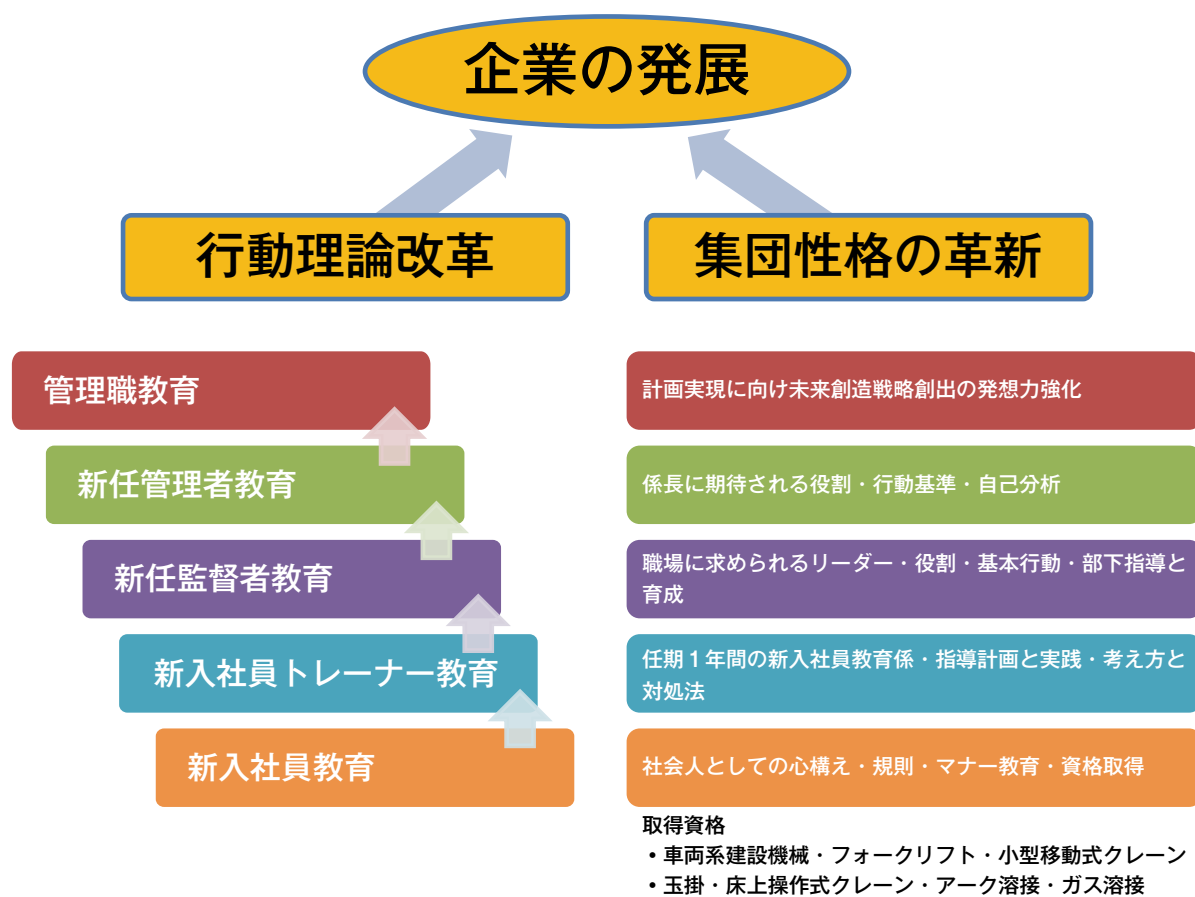 企業の発展
行動理論改革
集団性格の革新
管理職教育
計画実現に向け未来創造戦略創出の発想力強化
新任管理者教育
係長に期待される役割・行動基準・自己分析
新任監督者教育
職場に求められるリーダー・役割・基本行動・部下指導と
育成
新入社員トレーナー教育
任期１年間の新入社員教育係・指導計画と実践・考え方と
対処法
新入社員教育
社会人としての心構え・規則・マナー教育・資格取得
取得資格
・車両系建設機械・フォークリフト・小型移動式クレーン
・玉掛・床上操作式クレーン・アーク溶接・ガス溶接